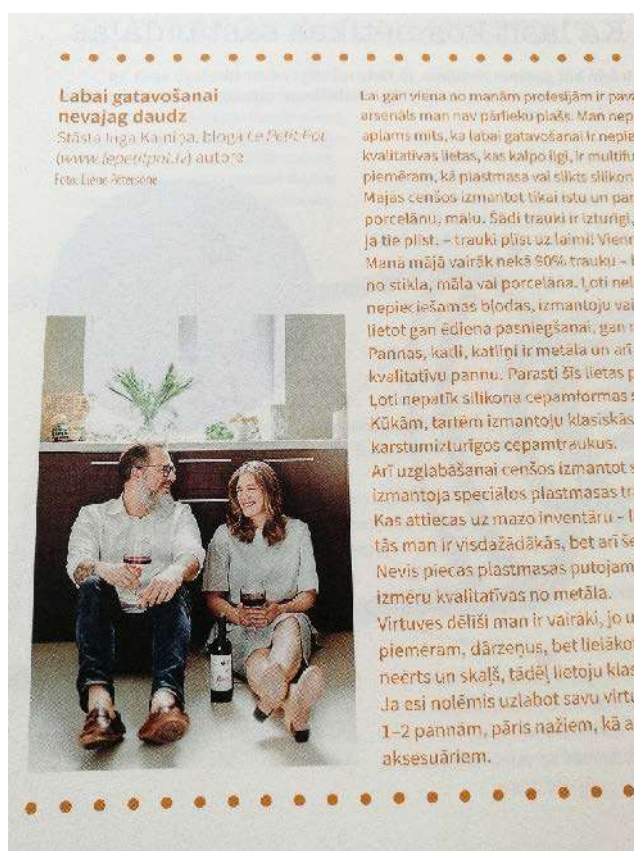 Labai gatavošanai
nevajag daudz
Stāsta Inga Kalniņa, bloga Le Petit Pot
(www.lepetitpot.lv) autore
Foto: Liene Pētersone
Lai gan viena no manām profesijām ir
arsenāls man nav pārlieku plašs. Man
aplams mīts, ka labai gatavošanai ir
kvalitatīvas lietas, kas kalpo ilgi, ir
piemēram, kā plastmasa vai slikts
Mājas cenšos izmantot tikai īstu un
porcelānu, mālu. Šādi trauki ir izturīgi,
ja tie plīst, – trauki plīst uz laimi!
Manā mājā vairāk nekā 90% trauku –
no stikla, māla vai porcelāna. Ļoti
nepieciešamas bļodas, izmantoju
lietot gan ēdiena pasniegšanai, gan
Pannas, katli, katliņi ir metāla un arī
kvalitatīvu pannu. Parasti šīs lietas
Ļoti nepatīk silikona cepamformas
Kūkām, tartēm izmantoju klasiskās
karstumizturīgos cepamtraukus.
Arī uzglabāšanai cenšos izmantot
izmantoja speciālos plastmasas
Kas attiecas uz mazo inventāru –
tās man ir visdažādākās, bet arī
Nevis piecas plastmasas
izmēru kvalitatīvas no metāla.
Virtuves dēlīši man ir vairāki, jo
piemēram, dārzeņus, bet
neērts un skaļš, tādēļ lietoju
Ja esi nolēmis uzlabot savu
1–2 pannām, pāris nažiem, kā
aksesuāriem.